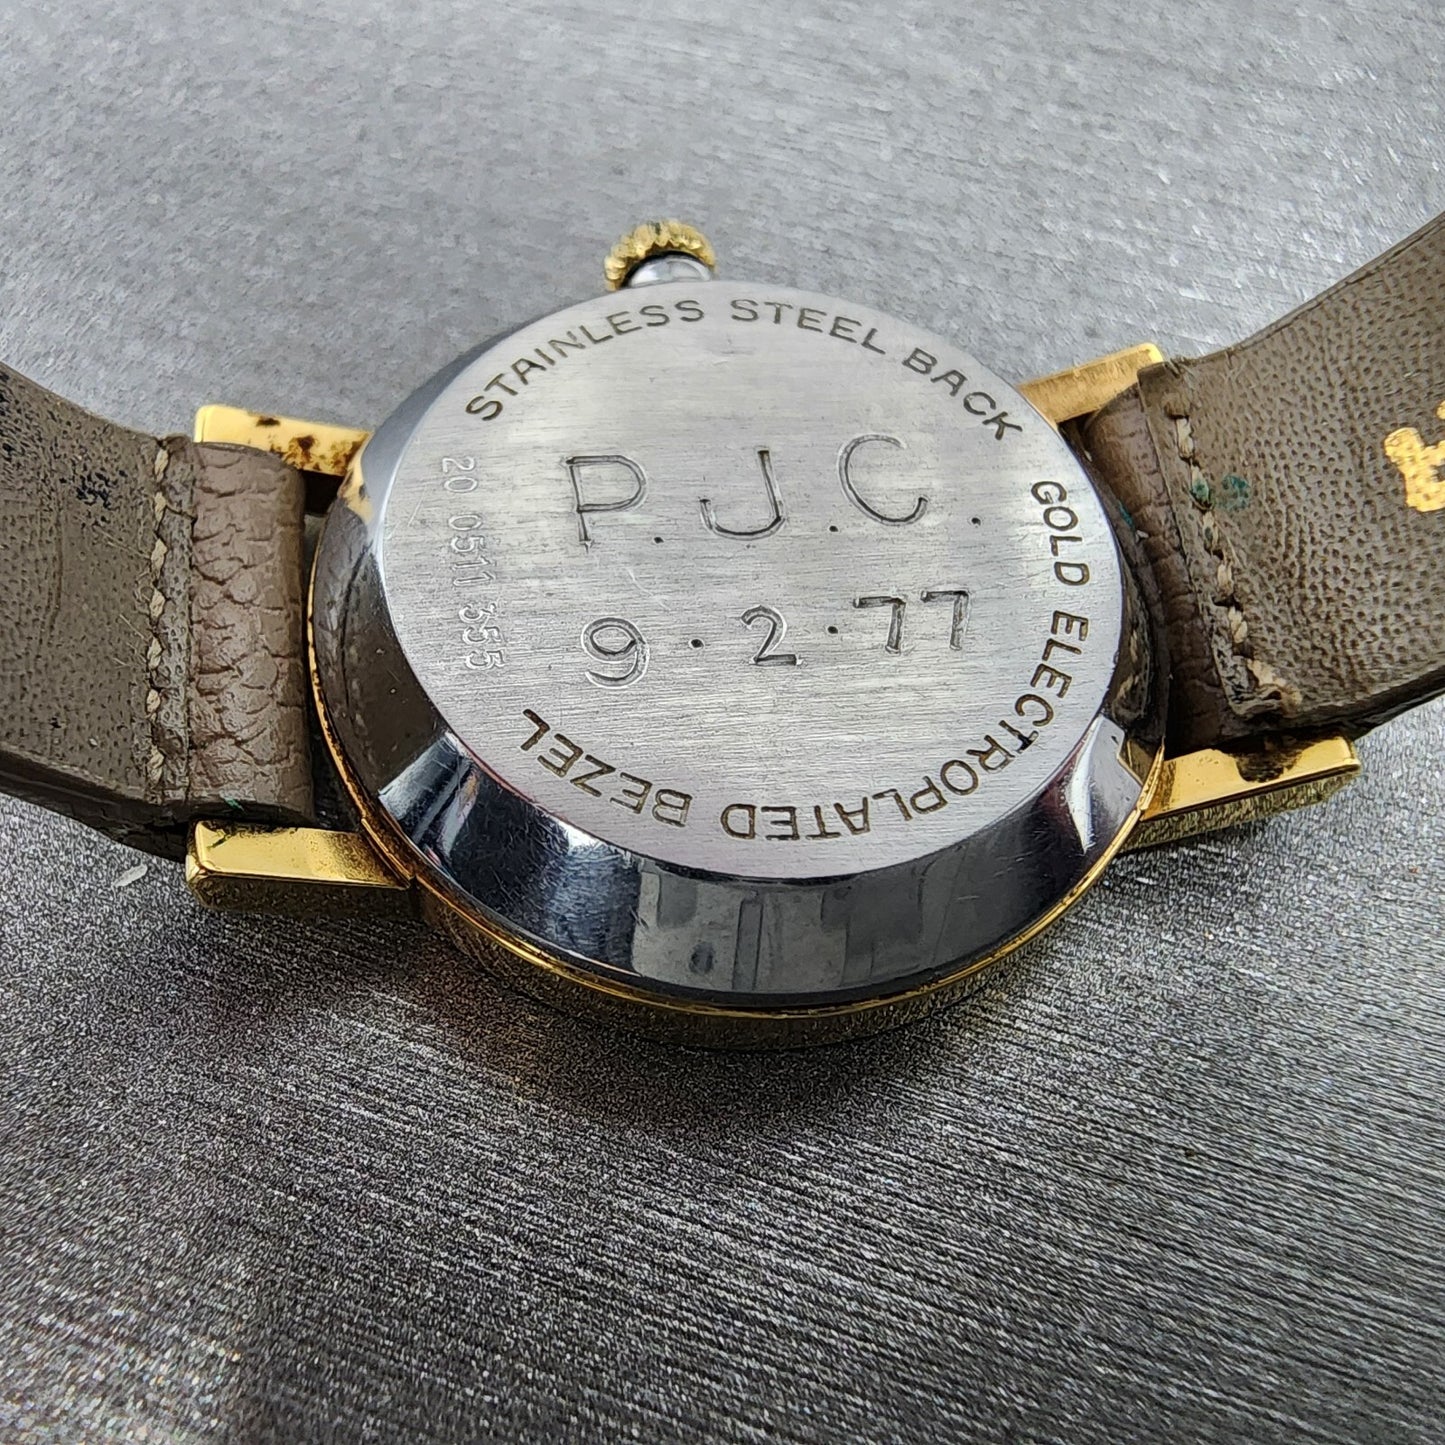 STAINLESS STEEL BACK
P.J.C.
9.2.77
GOLD ELECTROPLATED BEZEL
20 0511 355